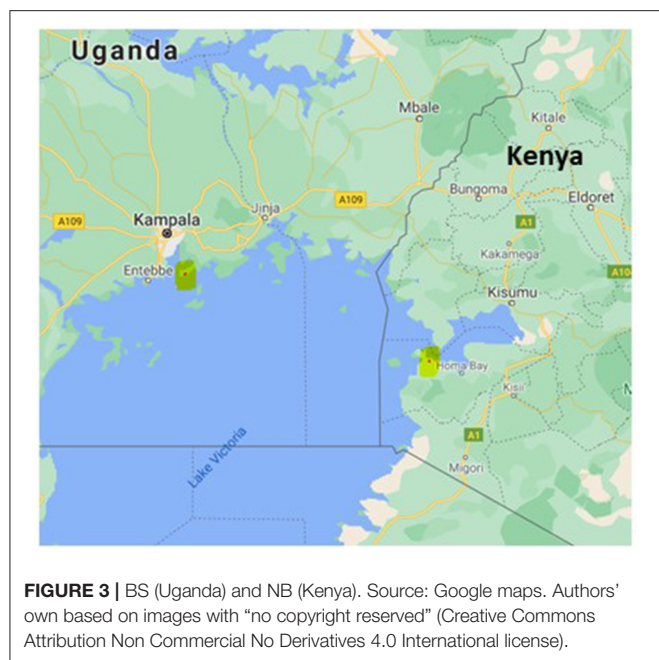 Uganda
Mbale
Kitale
Kenya
A109
Bungoma
Jinja
A109
Kampala
A1
Eldoret
Kakamega
Entebbe
A104
Kisumu
Homa Bay
Kisii
A1
Lake Victoria
Migori
FIGURE 3 | BS (Uganda) and NB (Kenya). Source: Google maps. Authors’
own based on images with “no copyright reserved” (Creative Commons
Attribution Non Commercial No Derivatives 4.0 International license).